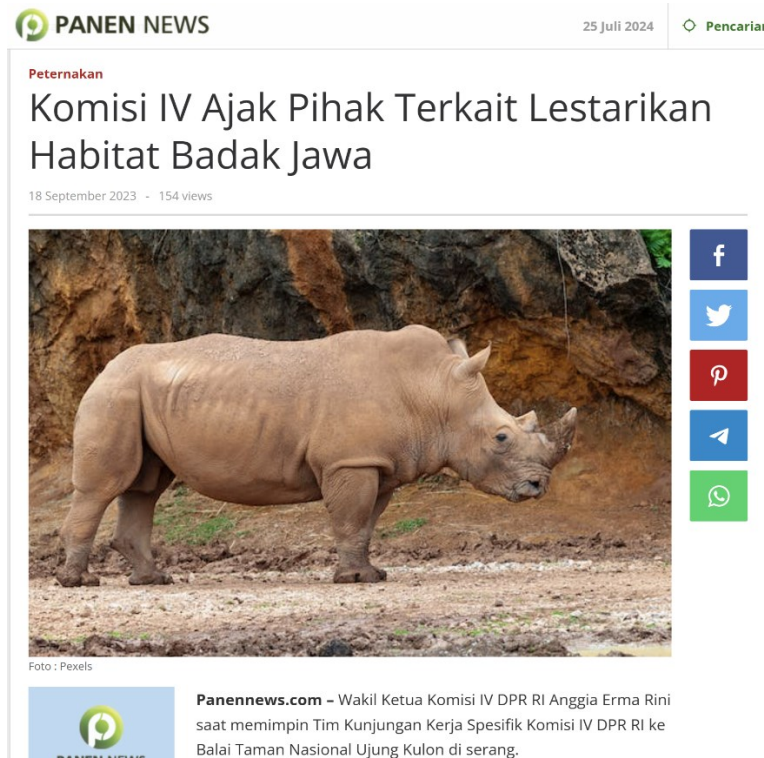 PANEN NEWS
25 Juli 2024
Pencarian
Peternakan
Komisi IV Ajak Pihak Terkait Lestarikan
Habitat Badak Jawa
18 September 2023 - 154 views
Foto : Pexels
Panennews.com – Wakil Ketua Komisi IV DPR RI Anggia Erma Rini
saat memimpin Tim Kunjungan Kerja Spesifik Komisi IV DPR RI ke
Balai Taman Nasional Ujung Kulon di serang.
PANEN NEWS